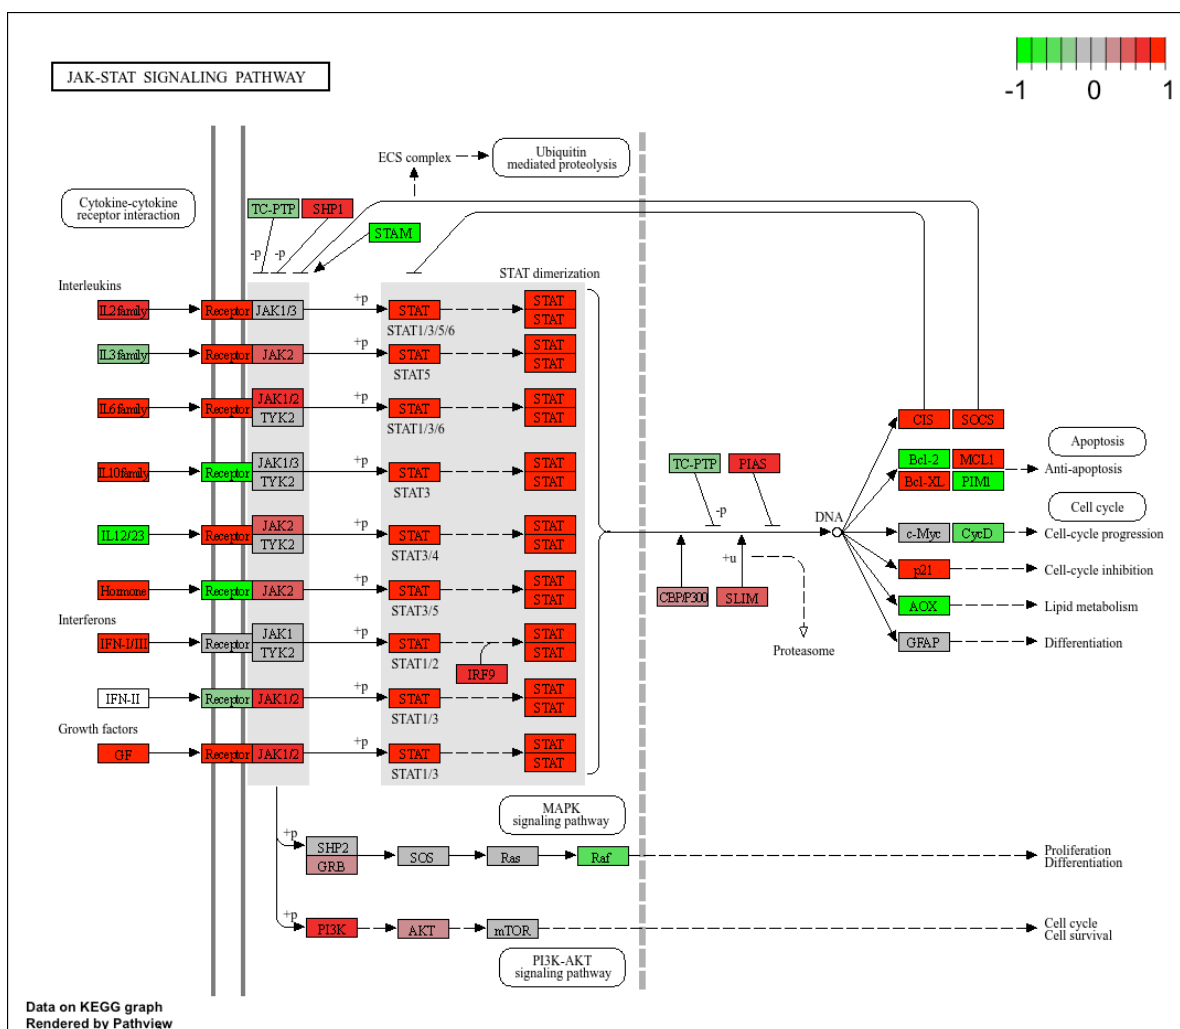 JAK-STAT SIGNALING PATHWAY
-1 0 1
ECS complex
Ubiquitin
mediated proteolysis
Cytokine-cytokine
receptor interaction
TC-PTP SHP1
STAM
-p -p
STAT dimerization
Interleukins
IL2 family Receptor JAK1/3 +p STAT STAT
STAT
STAT1/3/5/6
IL3 family Receptor JAK2 +p STAT STAT
STAT
STAT5
IL6 family Receptor JAK1/2 +p STAT STAT
TYK2 STAT
STAT1/3/6
CIS SOCS
IL10 family Receptor JAK1/3 +p STAT STAT
TYK2 STAT
STAT3
TC-PTP PIAS
-p
Apoptosis
Bcl-2 MCL1
Anti-apoptosis
Bcl-XL PIM1
IL12/23 Receptor JAK2 +p STAT STAT
TYK2 STAT
STAT3/4
DNA
Cell cycle
c-Myc CycD Cell-cycle progression
+u
p21 Cell-cycle inhibition
Hormone Receptor JAK2 +p STAT STAT
STAT
STAT3/5
CBP/P300 SLIM
AOX Lipid metabolism
Interferons
IFN-I/III Receptor JAK1 +p STAT STAT
TYK2 STAT
STAT1/2
IRF9
Proteasome
GFAP Differentiation
IFN-II Receptor JAK1/2 +p STAT STAT
STAT
STAT1/3
Growth factors
GF Receptor JAK1/2 +p STAT STAT
STAT
STAT1/3
MAPK
signaling pathway
+p
SHP2
GRB
SOS Ras Raf
Proliferation
Differentiation
+p
PI3K AKT mTOR
Cell cycle
Cell survival
PI3K-AKT
signaling pathway
Data on KEGG graph
Rendered by Pathview